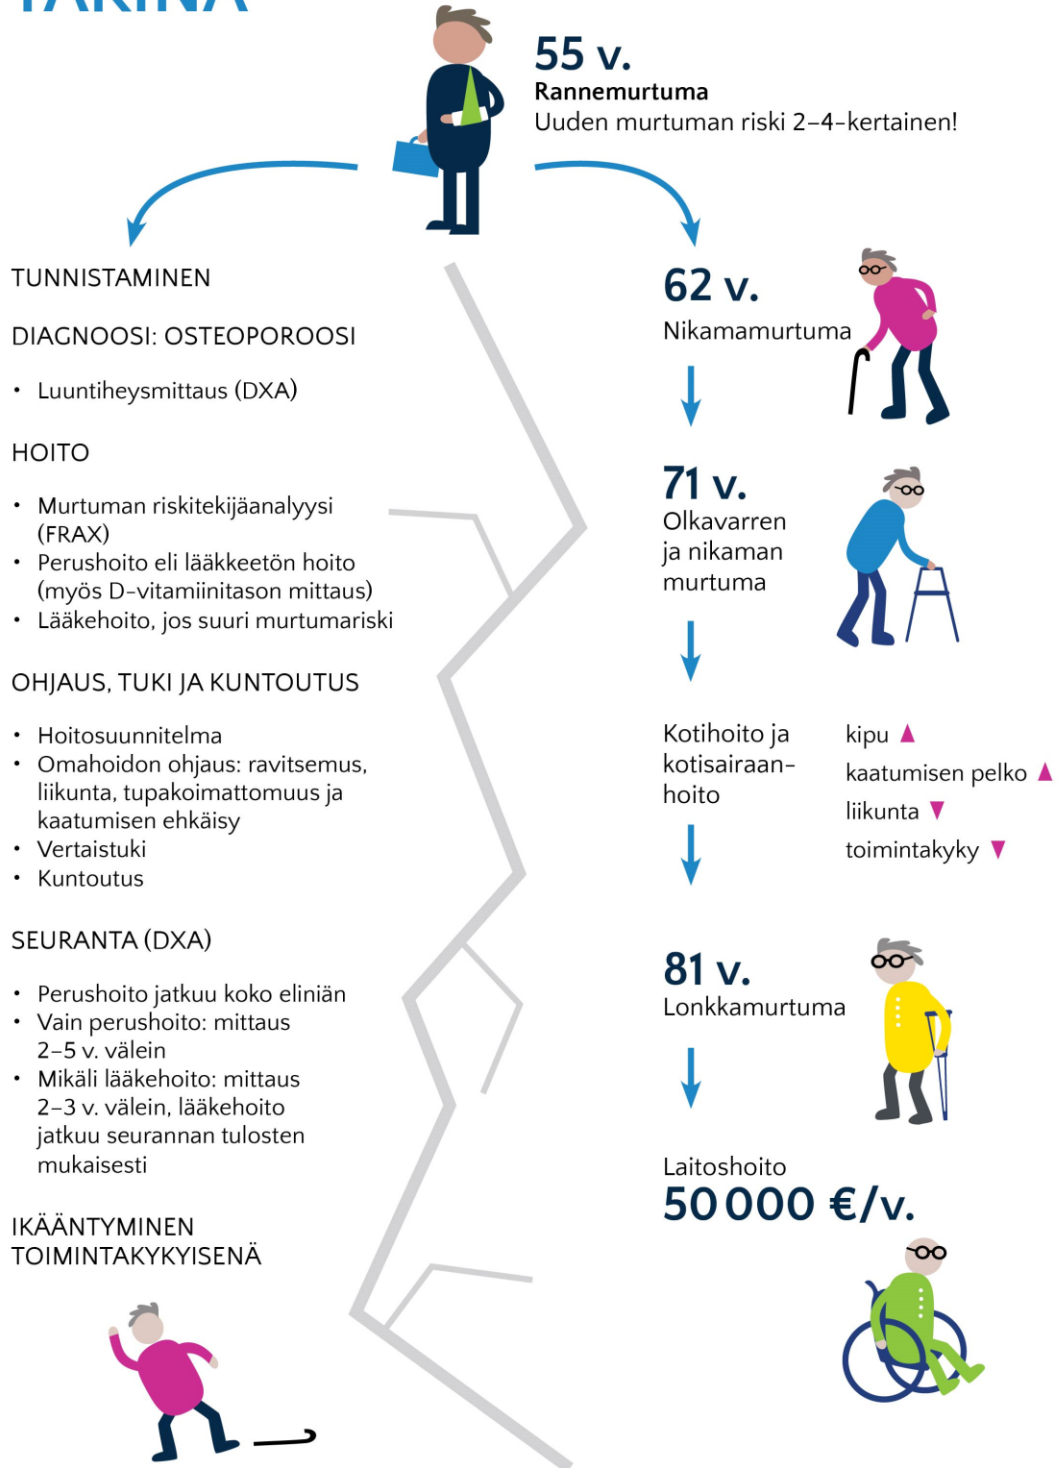 TARINA
55 v.
Rannemurtuma
Uuden murtuman riski 2–4-kertainen!
TUNNISTAMINEN
DIAGNOOSI: OSTEOPOROOSI
• Luuntiheysmittaus (DXA)
HOITO
• Murtuman riskitekijäanalyysi
(FRAX)
• Perushoito eli lääkkeetön hoito
(myös D-vitamiinitason mittaus)
• Lääkehoito, jos suuri murtumariski
OHJAUS, TUKI JA KUNTOUTUS
• Hoitosuunnitelma
• Omahoidon ohjaus: ravitsemus,
liikunta, tupakoimattomuus ja
kaatumisen ehkäisy
• Vertaistuki
• Kuntoutus
SEURANTA (DXA)
• Perushoito jatkuu koko eliniän
• Vain perushoito: mittaus
2–5 v. välein
• Mikäli lääkehoito: mittaus
2–3 v. välein, lääkehoito
jatkuu seurannan tulosten
mukaisesti
IKÄÄNTYMINEN
TOIMINTAKYKYISENÄ
62 v.
Nikamamurtuma
71 v.
Olkavarren
ja nikaman
murtuma
Kotihoito ja
kotisairaan-
hoito
kipu ▲
kaatumisen pelko ▲
liikunta ▼
toimintakyky ▼
81 v.
Lonkkamurtuma
Laitoshoito
50 000 €/v.